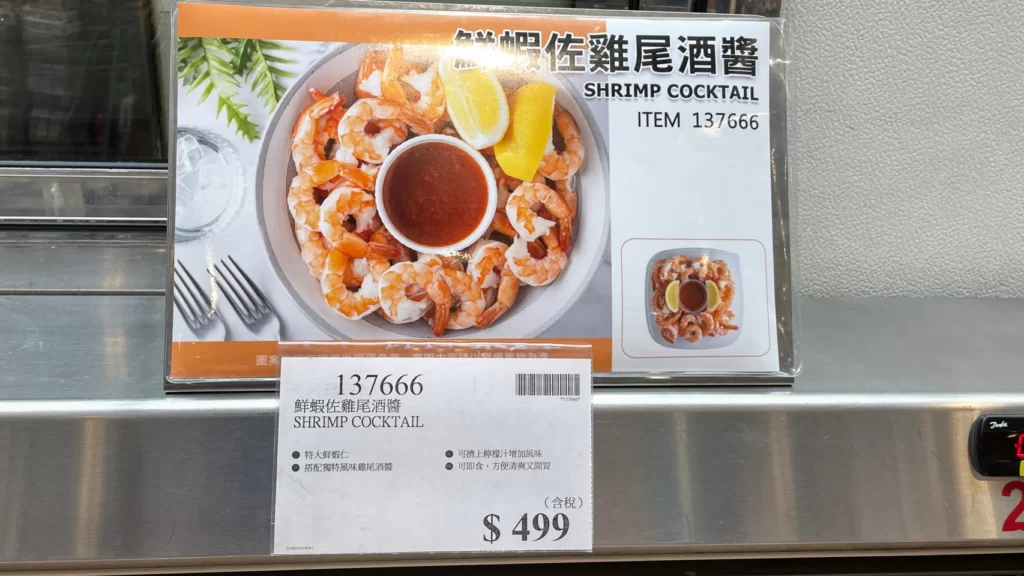 鮮蝦佐雞尾酒醬
SHRIMP COCKTAIL
ITEM 137666
137666
*137666*
鮮蝦佐雞尾酒醬
SHRIMP COCKTAIL
● 特大鮮蝦仁
● 搭配獨特風味雞尾酒醬
● 可擠上檸檬汁增加風味
● 可即食，方便清爽又開胃
(含稅)
$ 499
Danfoss
2